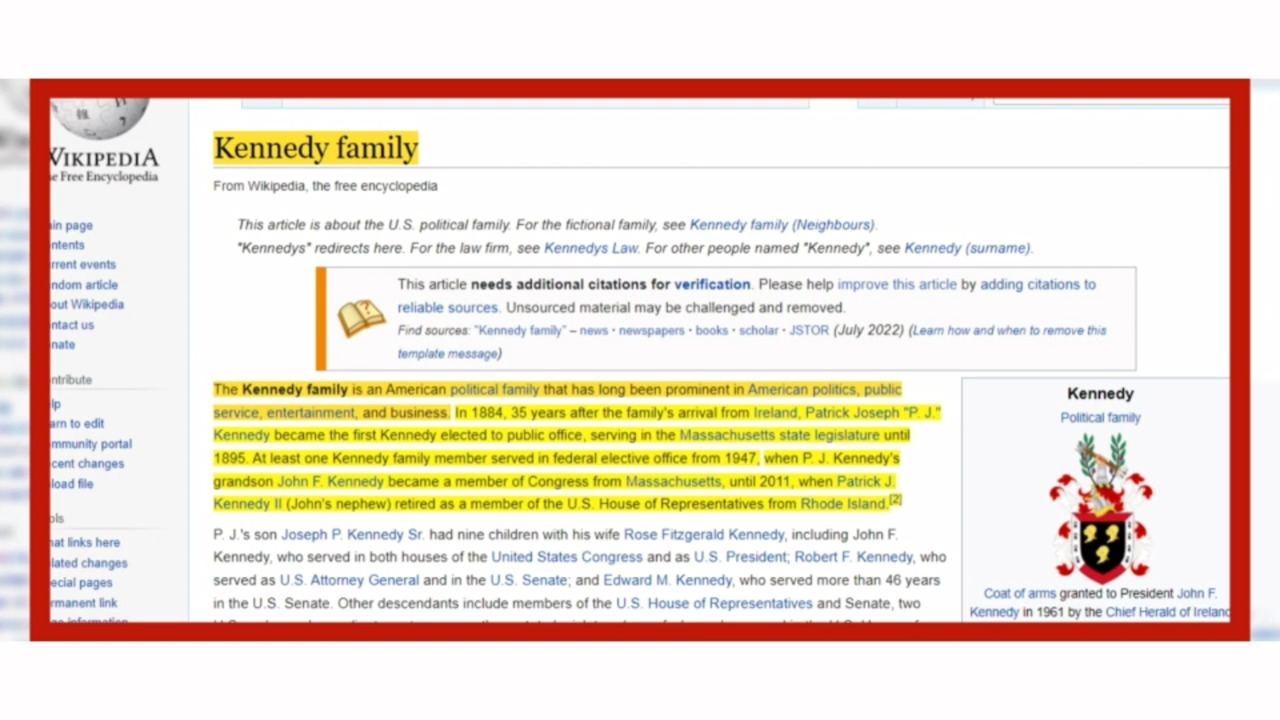 WIKIPEDIA
The Free Encyclopedia
ain page
ntents
rrent events
ndom article
out Wikipedia
ntact us
nate
ntribute
lp
arn to edit
mmunity portal
cent changes
load file
ols
hat links here
lated changes
ecial pages
rmanent link
ge information
Kennedy family
From Wikipedia, the free encyclopedia
This article is about the U.S. political family. For the fictional family, see Kennedy family (Neighbours).
"Kennedys" redirects here. For the law firm, see Kennedys Law. For other people named "Kennedy", see Kennedy (surname).
This article needs additional citations for verification. Please help improve this article by adding citations to
reliable sources. Unsourced material may be challenged and removed.
Find sources: "Kennedy family" – news · newspapers · books · scholar · JSTOR (July 2022) (Learn how and when to remove this
template message)
The Kennedy family is an American political family that has long been prominent in American politics, public
service, entertainment, and business. In 1884, 35 years after the family's arrival from Ireland, Patrick Joseph "P. J."
Kennedy became the first Kennedy elected to public office, serving in the Massachusetts state legislature until
1895. At least one Kennedy family member served in federal elective office from 1947, when P. J. Kennedy's
grandson John F. Kennedy became a member of Congress from Massachusetts, until 2011, when Patrick J.
Kennedy II (John's nephew) retired as a member of the U.S. House of Representatives from Rhode Island.[2]
P. J.'s son Joseph P. Kennedy Sr. had nine children with his wife Rose Fitzgerald Kennedy, including John F.
Kennedy, who served in both houses of the United States Congress and as U.S. President; Robert F. Kennedy, who
served as U.S. Attorney General and in the U.S. Senate; and Edward M. Kennedy, who served more than 46 years
in the U.S. Senate. Other descendants include members of the U.S. House of Representatives and Senate, two
Kennedy
Political family
Coat of arms granted to President John F.
Kennedy in 1961 by the Chief Herald of Ireland